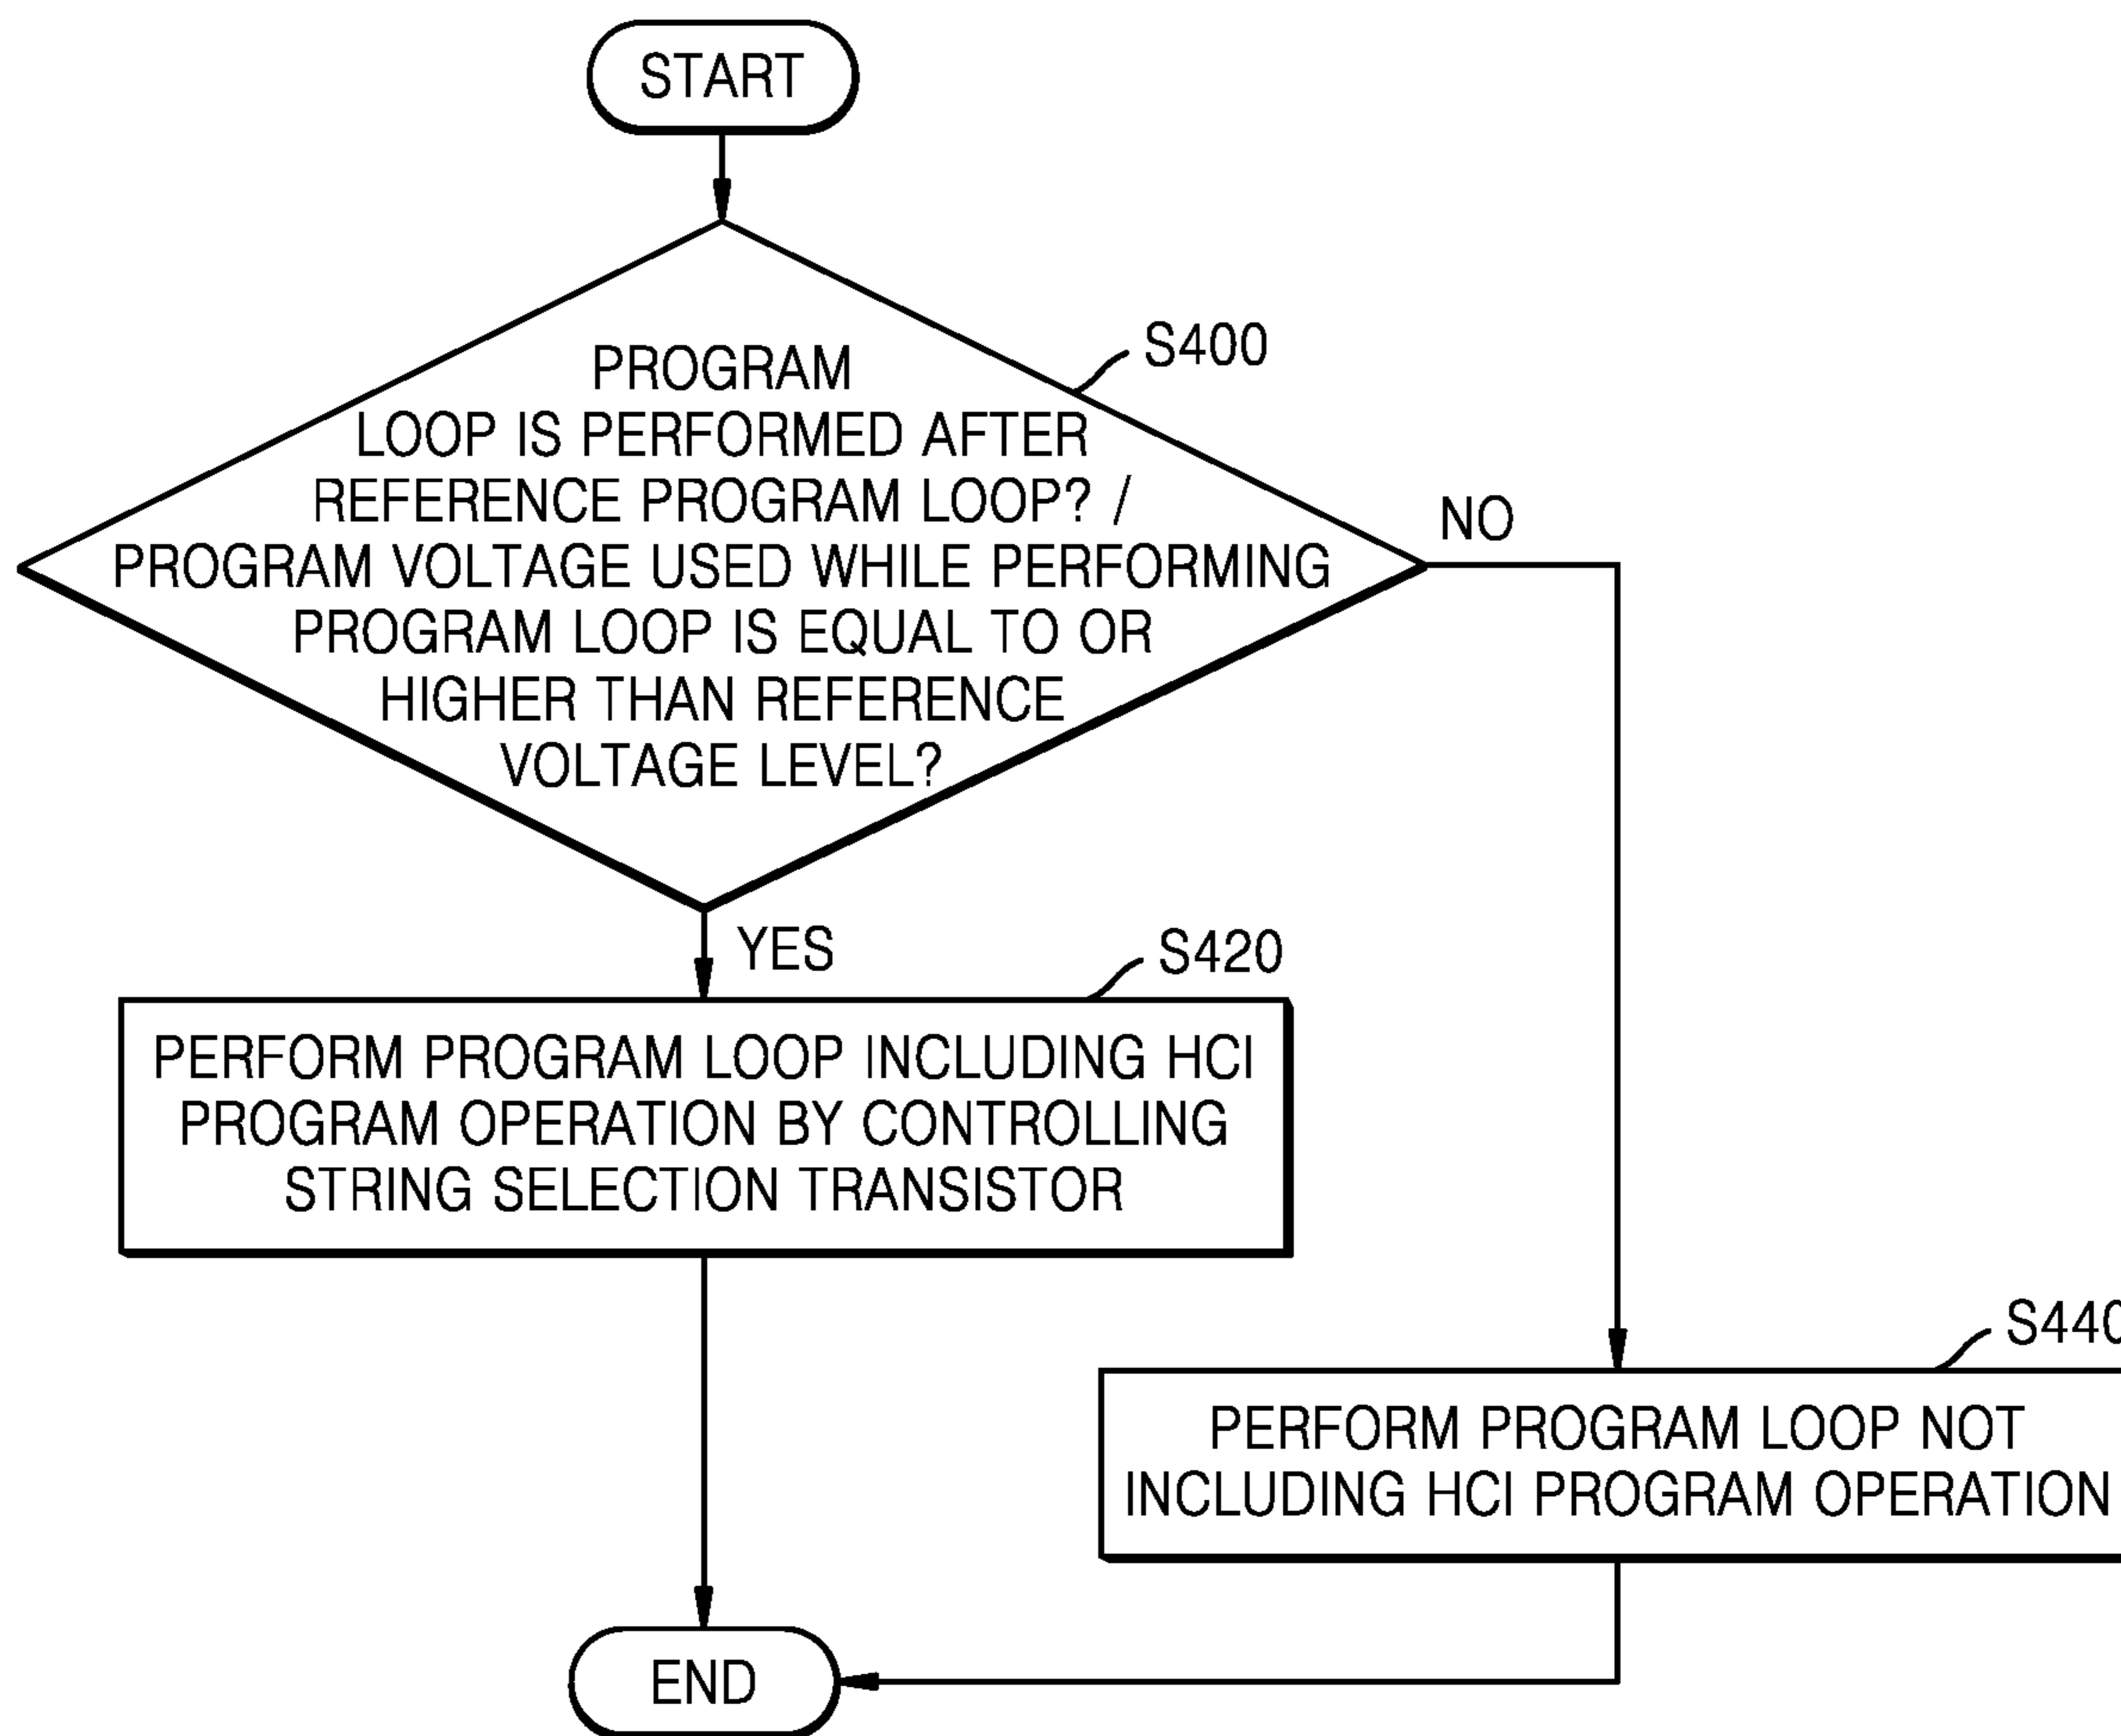 START
S400
PROGRAM
LOOP IS PERFORMED AFTER
REFERENCE PROGRAM LOOP? /
PROGRAM VOLTAGE USED WHILE PERFORMING
PROGRAM LOOP IS EQUAL TO OR
HIGHER THAN REFERENCE
VOLTAGE LEVEL?
NO
YES
S420
PERFORM PROGRAM LOOP INCLUDING HCI
PROGRAM OPERATION BY CONTROLLING
STRING SELECTION TRANSISTOR
S440
PERFORM PROGRAM LOOP NOT
INCLUDING HCI PROGRAM OPERATION
END